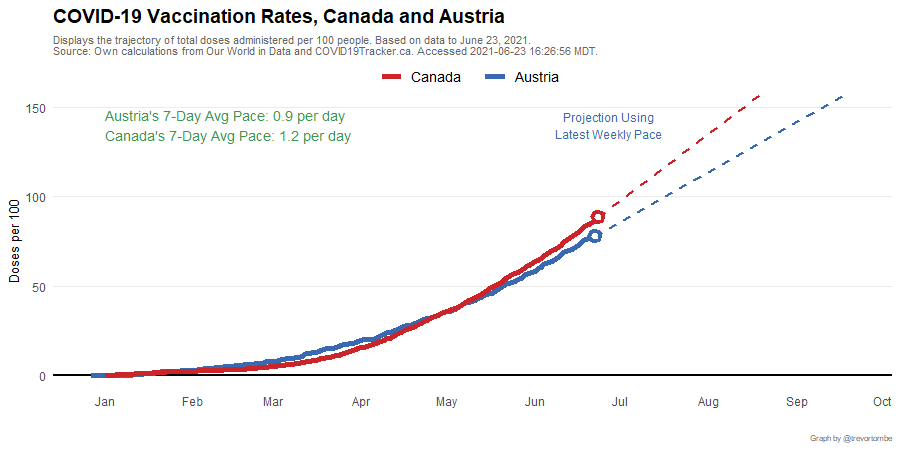 COVID-19 Vaccination Rates, Canada and Austria
Displays the trajectory of total doses administered per 100 people. Based on data to June 23, 2021.
Source: Own calculations from Our World in Data and COVID19Tracker.ca. Accessed 2021-06-23 16:26:56 MDT.
Canada Austria
150
Austria's 7-Day Avg Pace: 0.9 per day
Canada's 7-Day Avg Pace: 1.2 per day
Projection Using
Latest Weekly Pace
100
Doses per 100
50
0
Jan Feb Mar Apr May Jun Jul Aug Sep Oct
Graph by @trevortombe